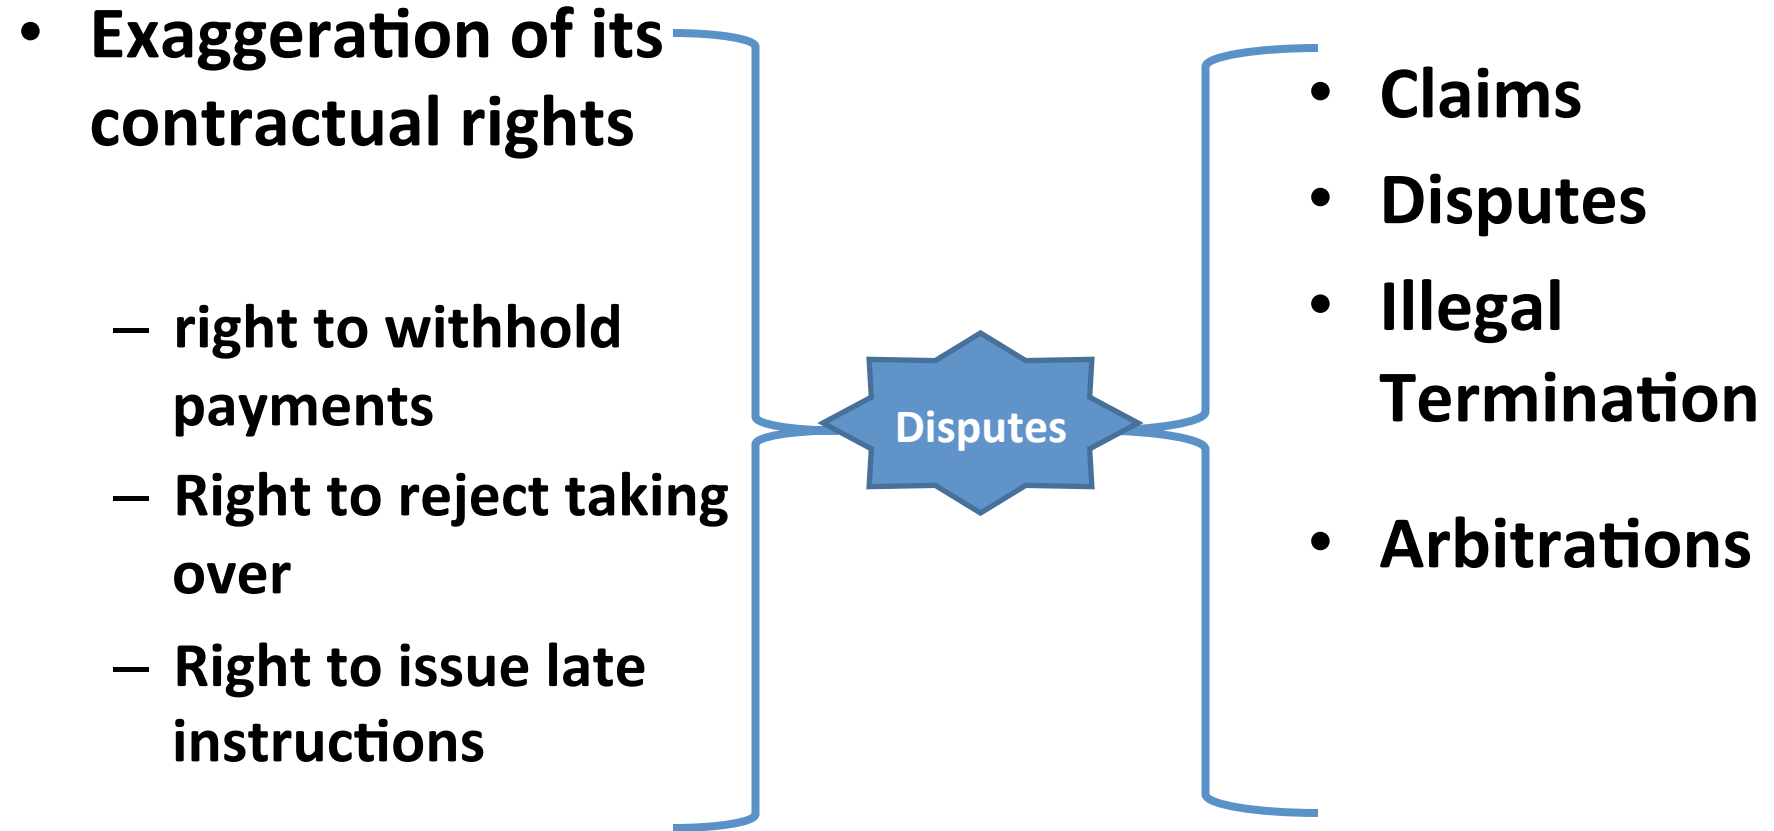 • Exaggeration of its
contractual rights
– right to withhold
payments
– Right to reject taking
over
– Right to issue late
instructions
Disputes
• Claims
• Disputes
• Illegal
Termination
• Arbitrations